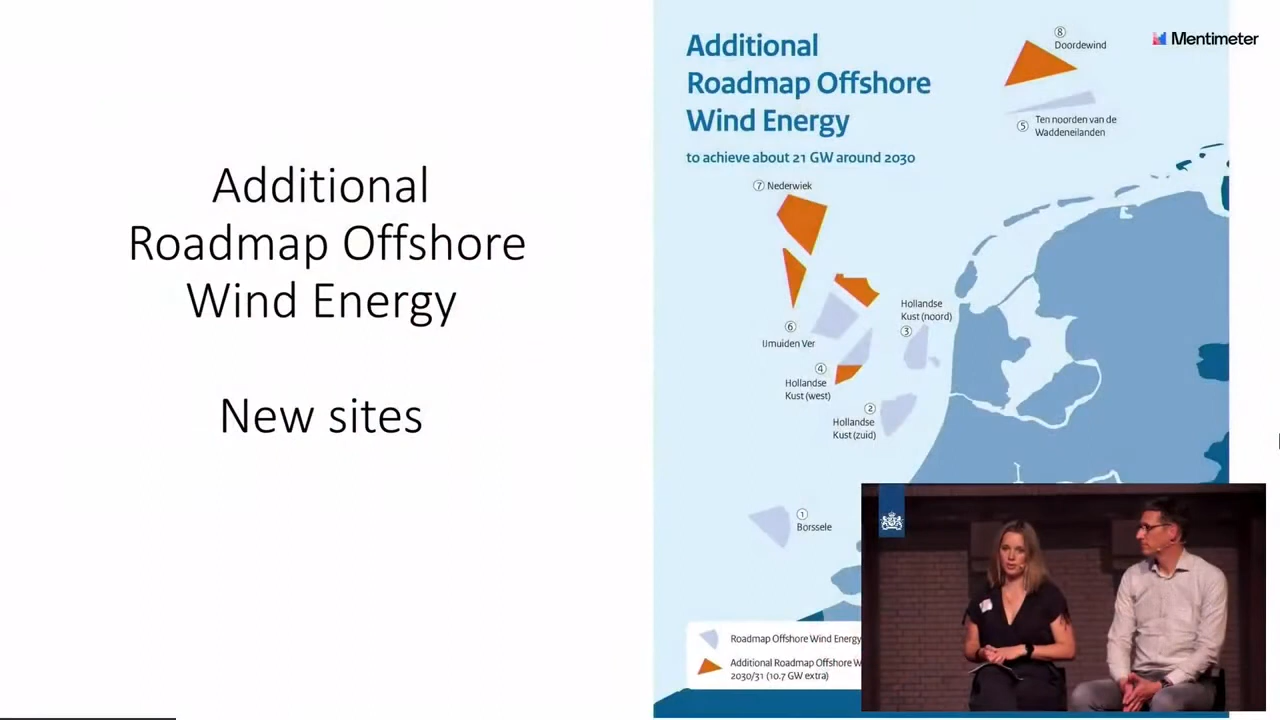 Additional
Roadmap Offshore
Wind Energy
New sites
Additional
Roadmap Offshore
Wind Energy
to achieve about 21 GW around 2030
Mentimeter
⑧
Doordewind
⑤
Ten noorden van de
Waddeneilanden
⑦ Nederwiek
⑥
IJmuiden Ver
Hollandse
Kust (noord)
③
④
Hollandse
Kust (west)
②
Hollandse
Kust (zuid)
①
Borssele
Roadmap Offshore Wind Energy
Additional Roadmap Offshore
2030/31 (10.7 GW extra)